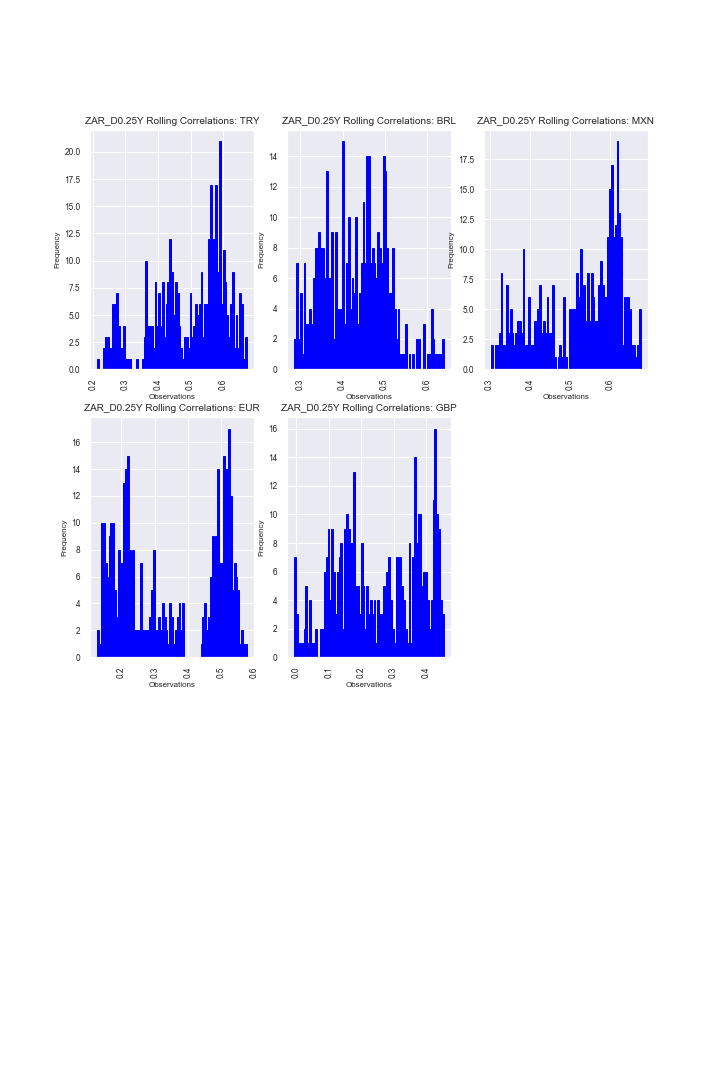 ZAR_D0.25Y Rolling Correlations: TRY
20.0
17.5
15.0
12.5
10.0
7.5
5.0
2.5
0.0
Frequency
0.2 0.3 0.4 0.5 0.6
Observations
ZAR_D0.25Y Rolling Correlations: BRL
14
12
10
8
6
4
2
0
Frequency
0.3 0.4 0.5 0.6
Observations
ZAR_D0.25Y Rolling Correlations: MXN
17.5
15.0
12.5
10.0
7.5
5.0
2.5
0.0
Frequency
0.3 0.4 0.5 0.6
Observations
ZAR_D0.25Y Rolling Correlations: EUR
16
14
12
10
8
6
4
2
0
Frequency
0.2 0.3 0.4 0.5 0.6
Observations
ZAR_D0.25Y Rolling Correlations: GBP
16
14
12
10
8
6
4
2
0
Frequency
0.0 0.1 0.2 0.3 0.4
Observations